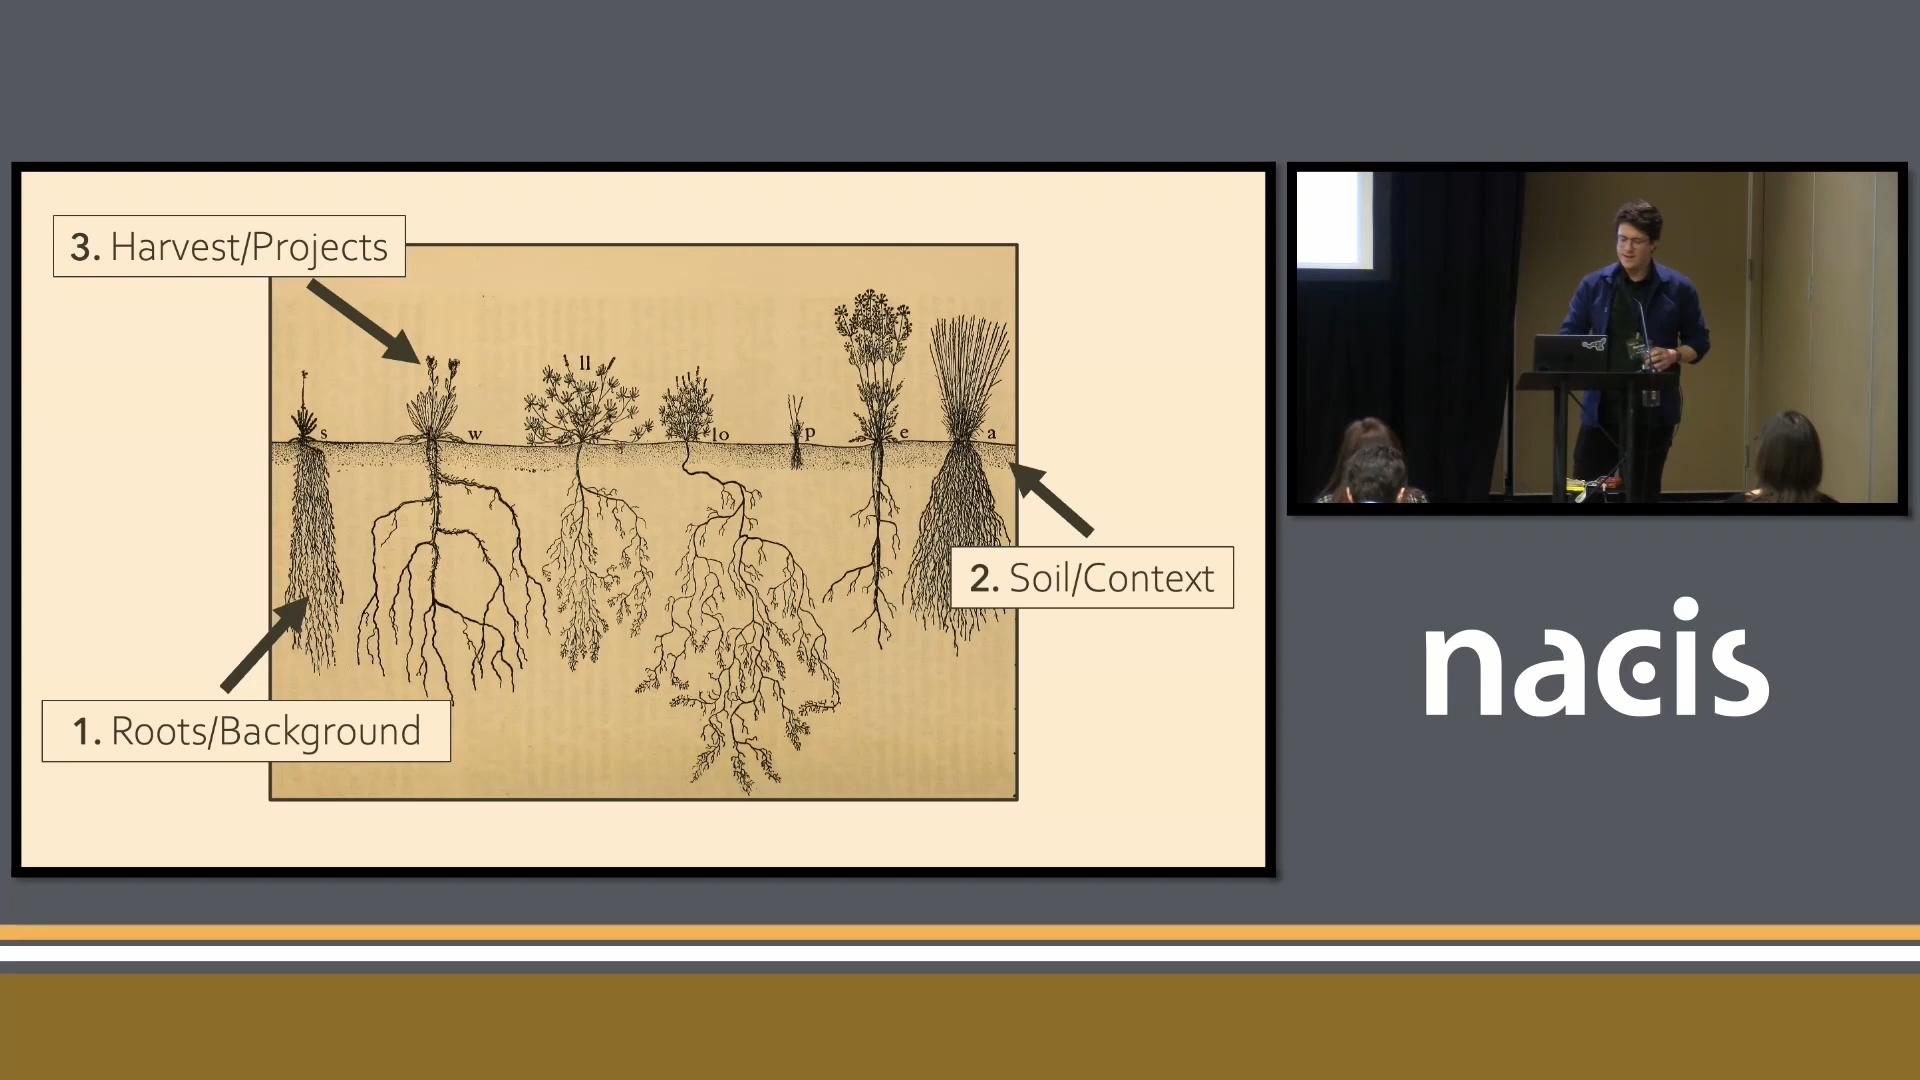 3. Harvest/Projects
ll
s
w
lo
p
e
a
2. Soil/Context
1. Roots/Background
nacis